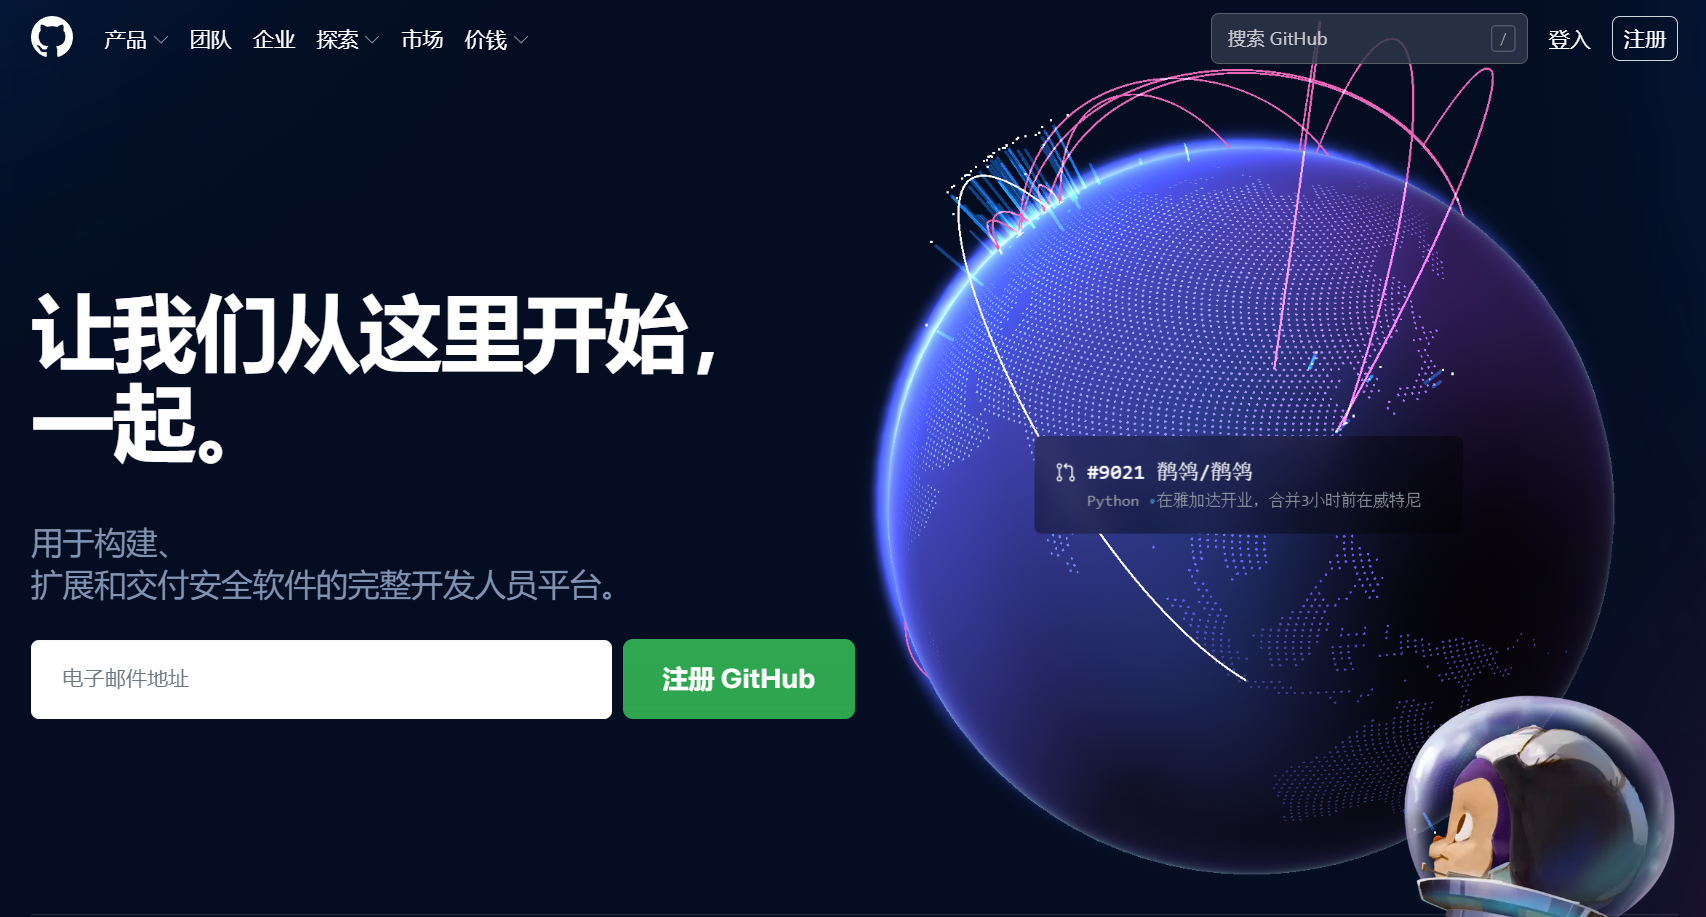 产品 团队 企业 探索 市场 价钱 搜索 GitHub / 登入 注册
让我们从这里开始，
一起。
#9021 鹡鸰/鹡鸰
Python 在雅加达开业，合并3小时前在威特尼
用于构建、
扩展和交付安全软件的完整开发人员平台。
电子邮件地址 注册 GitHub